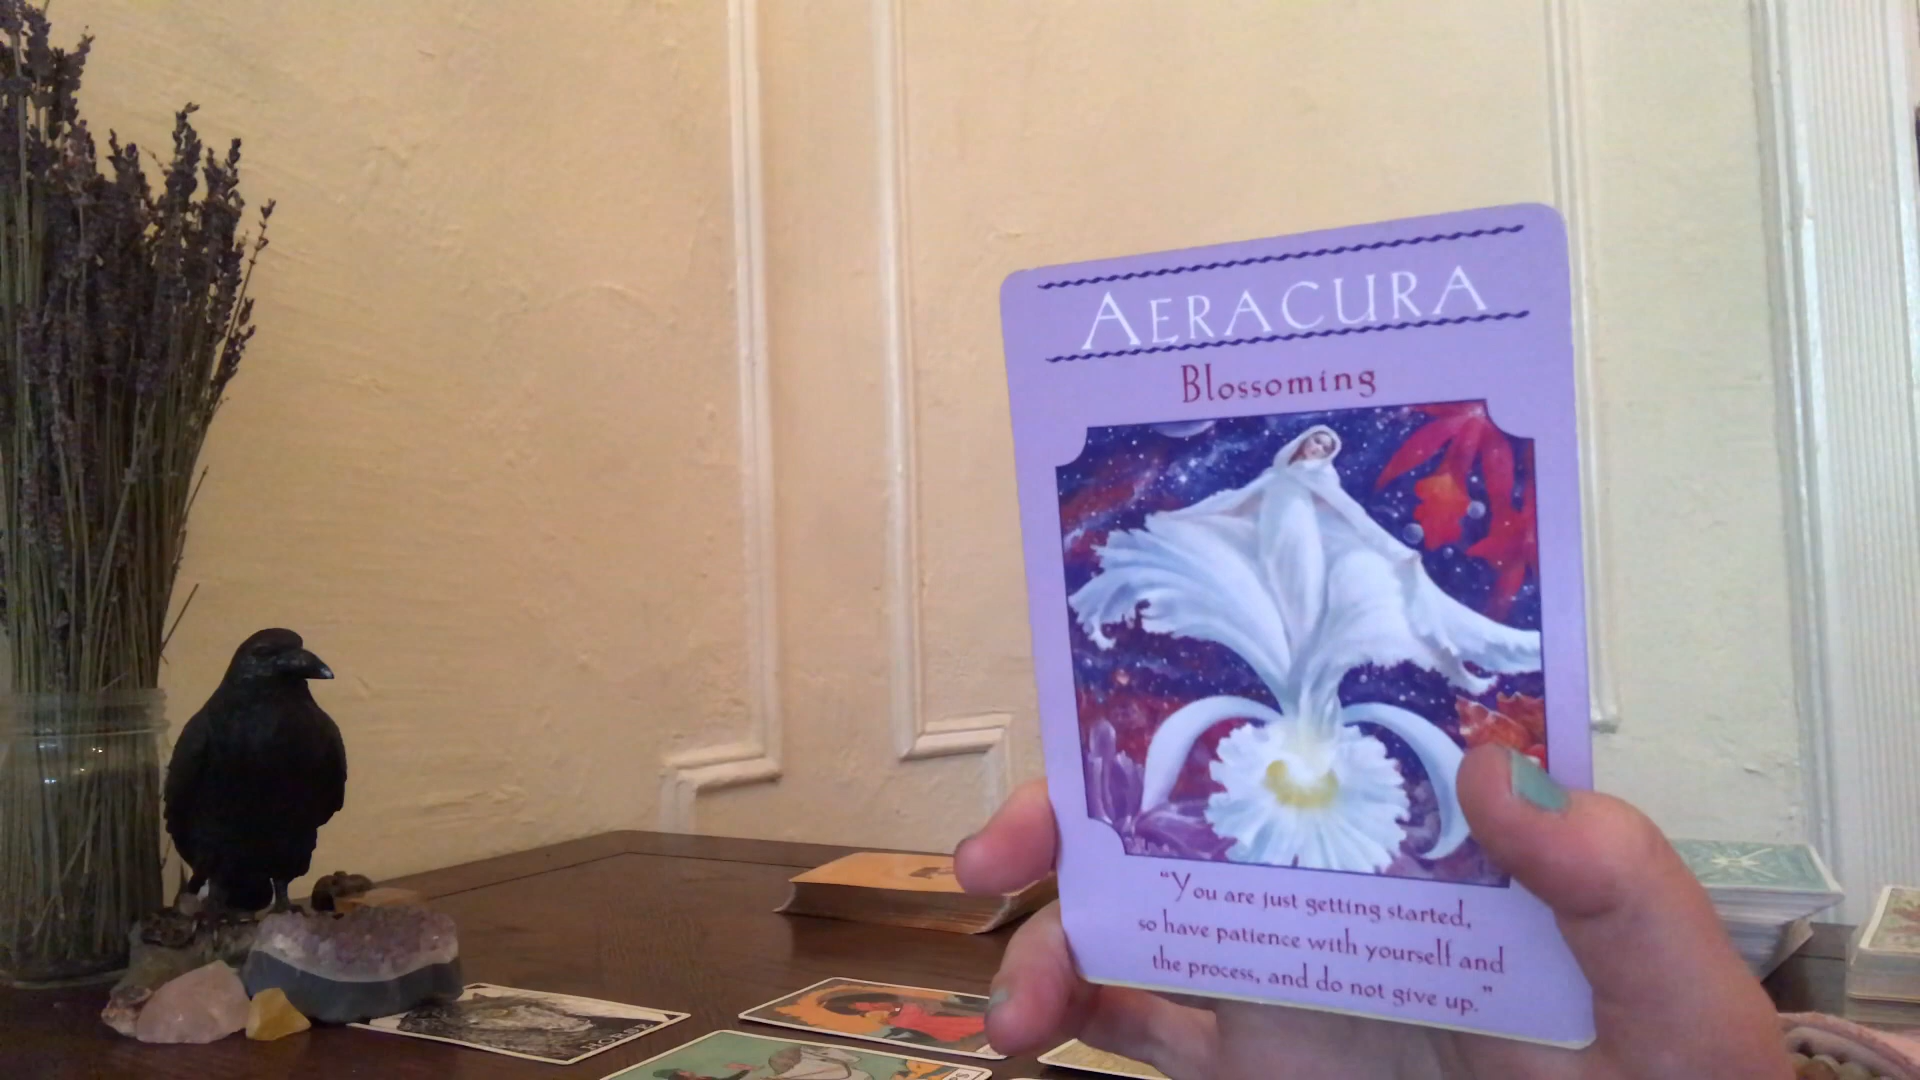 AERACURA
Blossoming
"You are just getting started,
so have patience with yourself and
the process, and do not give up."
HORSE